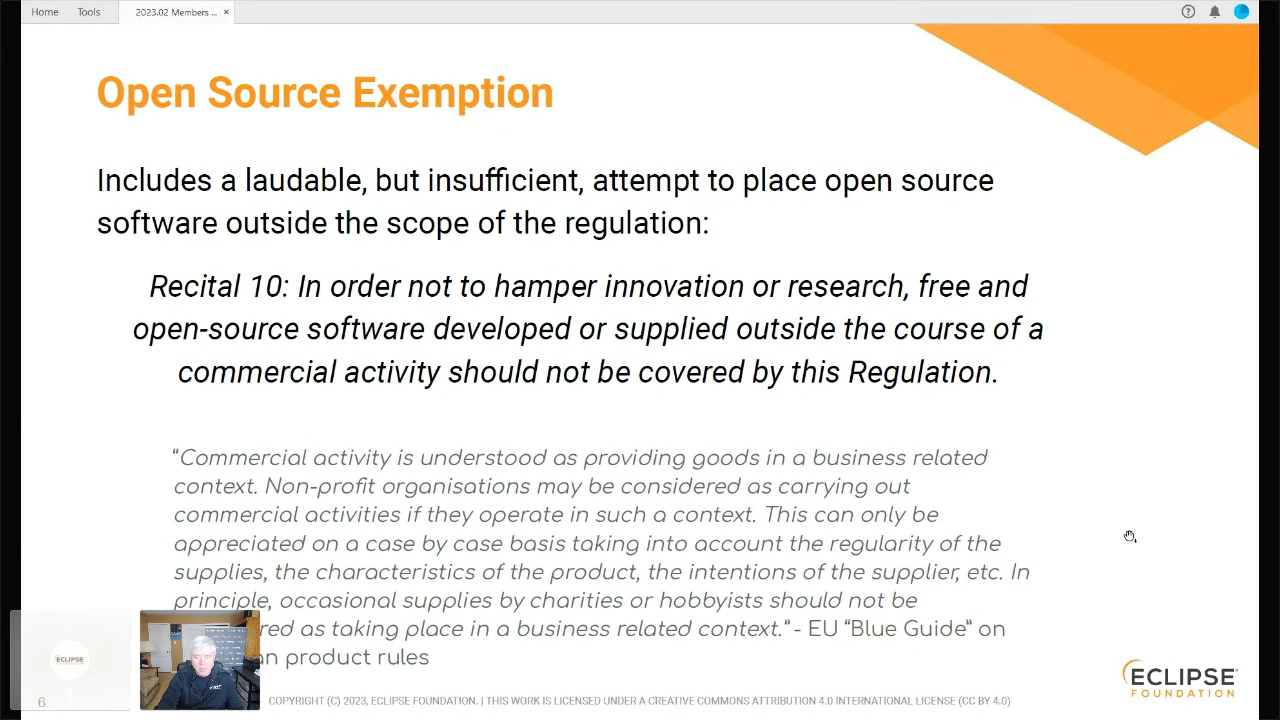 Home Tools 2023.02 Members ... ×
Open Source Exemption
Includes a laudable, but insufficient, attempt to place open source
software outside the scope of the regulation:
Recital 10: In order not to hamper innovation or research, free and
open-source software developed or supplied outside the course of a
commercial activity should not be covered by this Regulation.
“Commercial activity is understood as providing goods in a business related
context. Non-profit organisations may be considered as carrying out
commercial activities if they operate in such a context. This can only be
appreciated on a case by case basis taking into account the regularity of the
supplies, the characteristics of the product, the intentions of the supplier, etc. In
principle, occasional supplies by charities or hobbyists should not be
red as taking place in a business related context.” - EU “Blue Guide” on
an product rules
ECLIPSE
ECLIPSE
FOUNDATION
6
COPYRIGHT (C) 2023, ECLIPSE FOUNDATION. | THIS WORK IS LICENSED UNDER A CREATIVE COMMONS ATTRIBUTION 4.0 INTERNATIONAL LICENSE (CC BY 4.0)